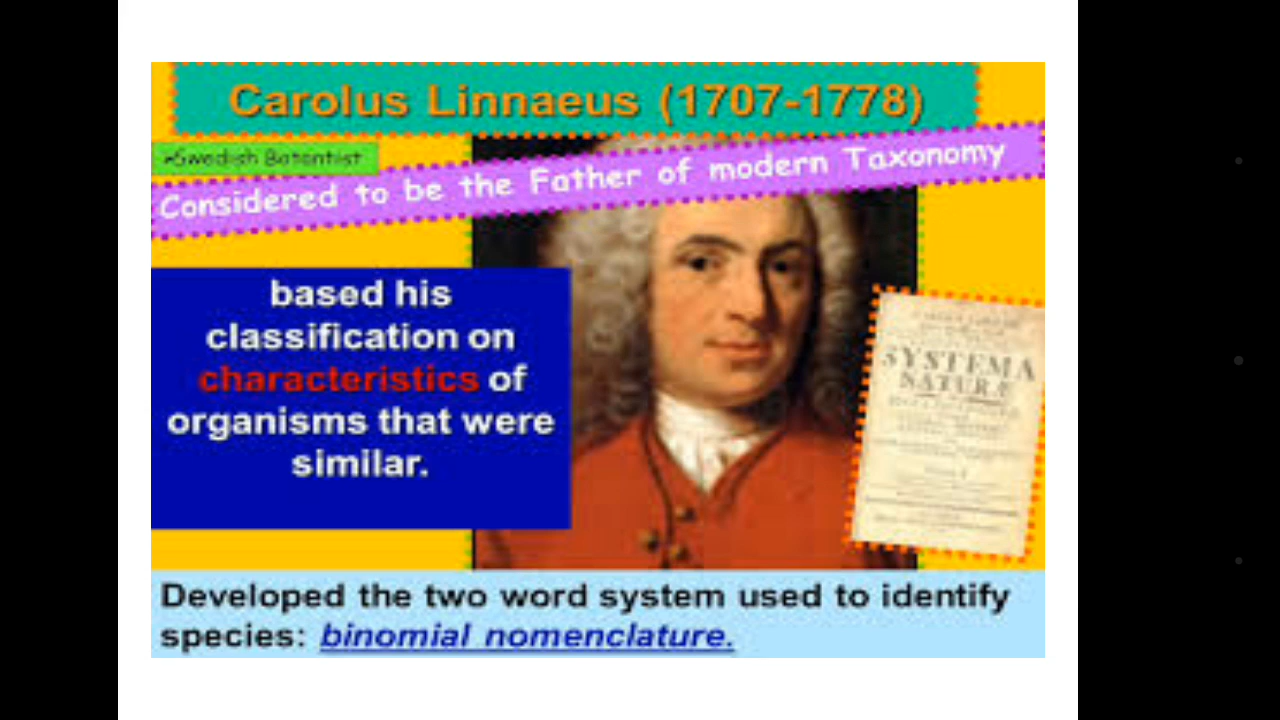 Carolus Linnaeus (1707-1778)
Swedish Botantist
Considered to be the Father of modern Taxonomy
based his
classification on
characteristics of
organisms that were
similar.
SYSTEMA
NATURÆ
Developed the two word system used to identify
species: binomial nomenclature.